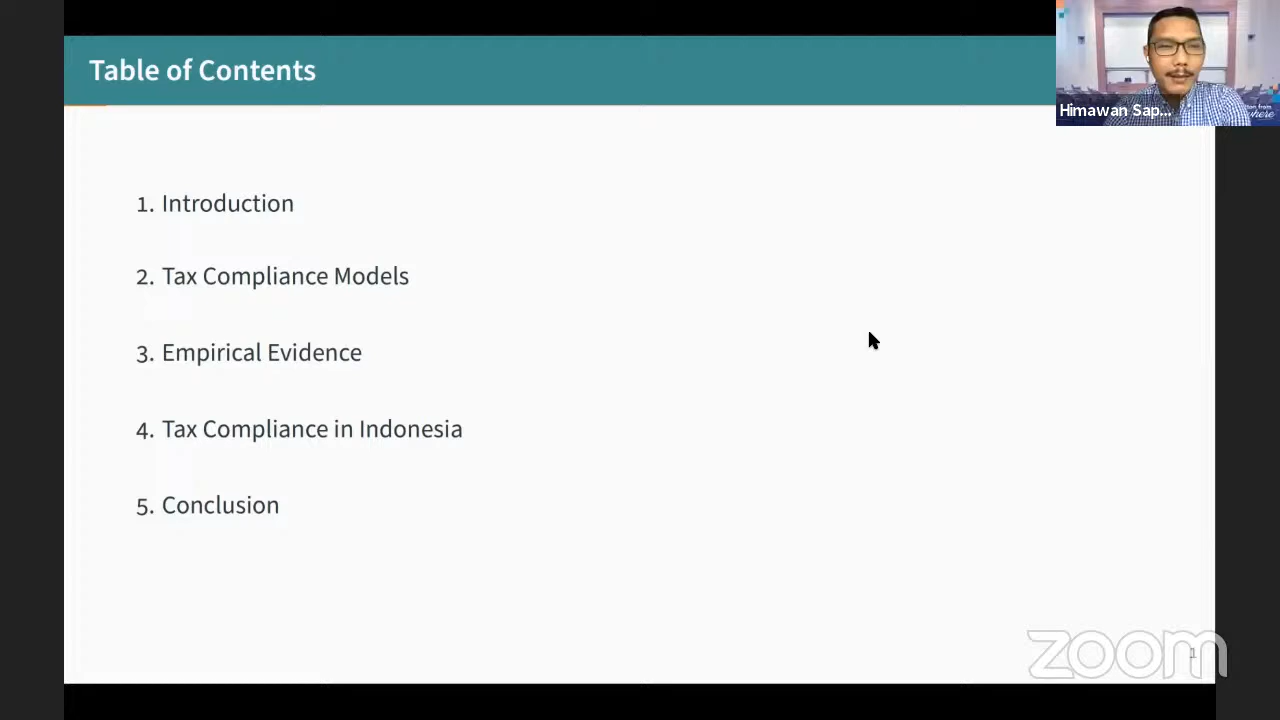 Table of Contents
Himawan Sap...
1. Introduction
2. Tax Compliance Models
3. Empirical Evidence
4. Tax Compliance in Indonesia
5. Conclusion
zoom
1